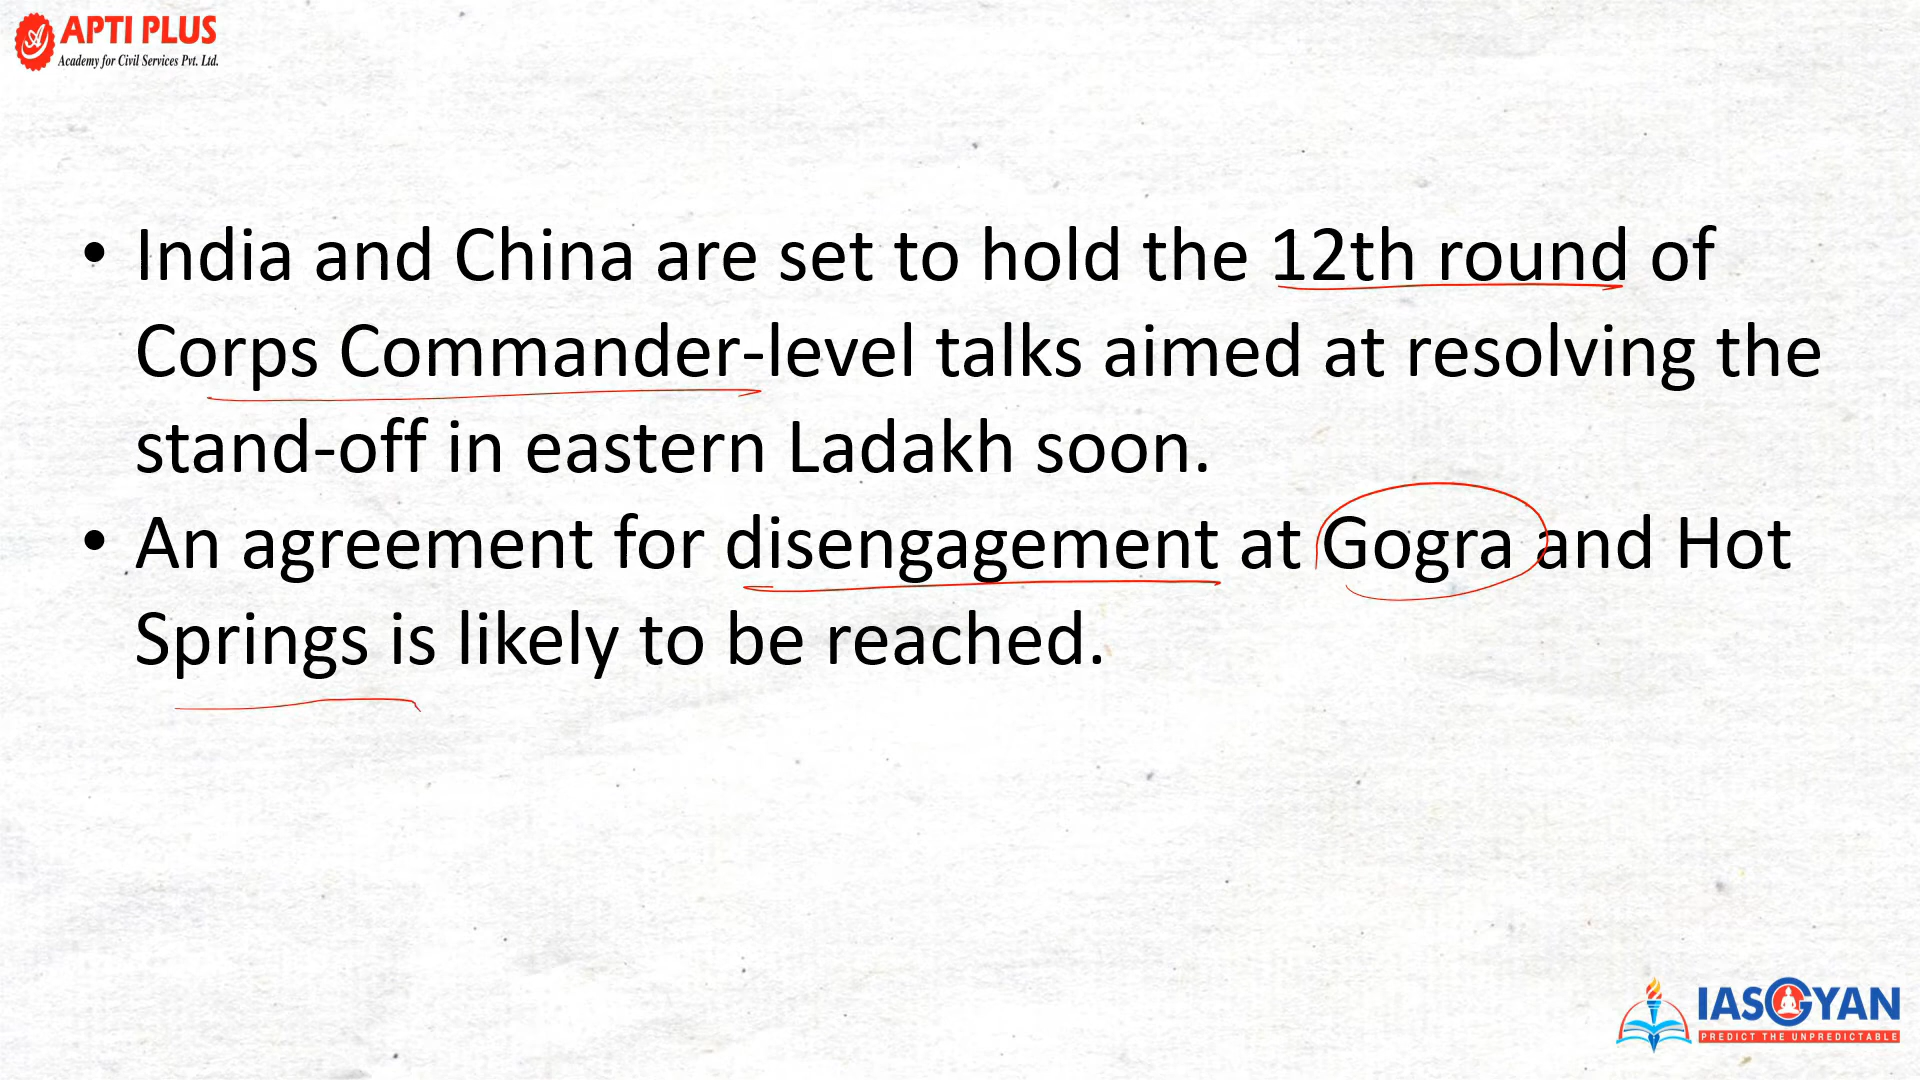 APTI PLUS
Academy for Civil Services Pvt. Ltd.
• India and China are set to hold the 12th round of
Corps Commander-level talks aimed at resolving the
stand-off in eastern Ladakh soon.
• An agreement for disengagement at Gogra and Hot
Springs is likely to be reached.
IASGYAN
PREDICT THE UNPREDICTABLE